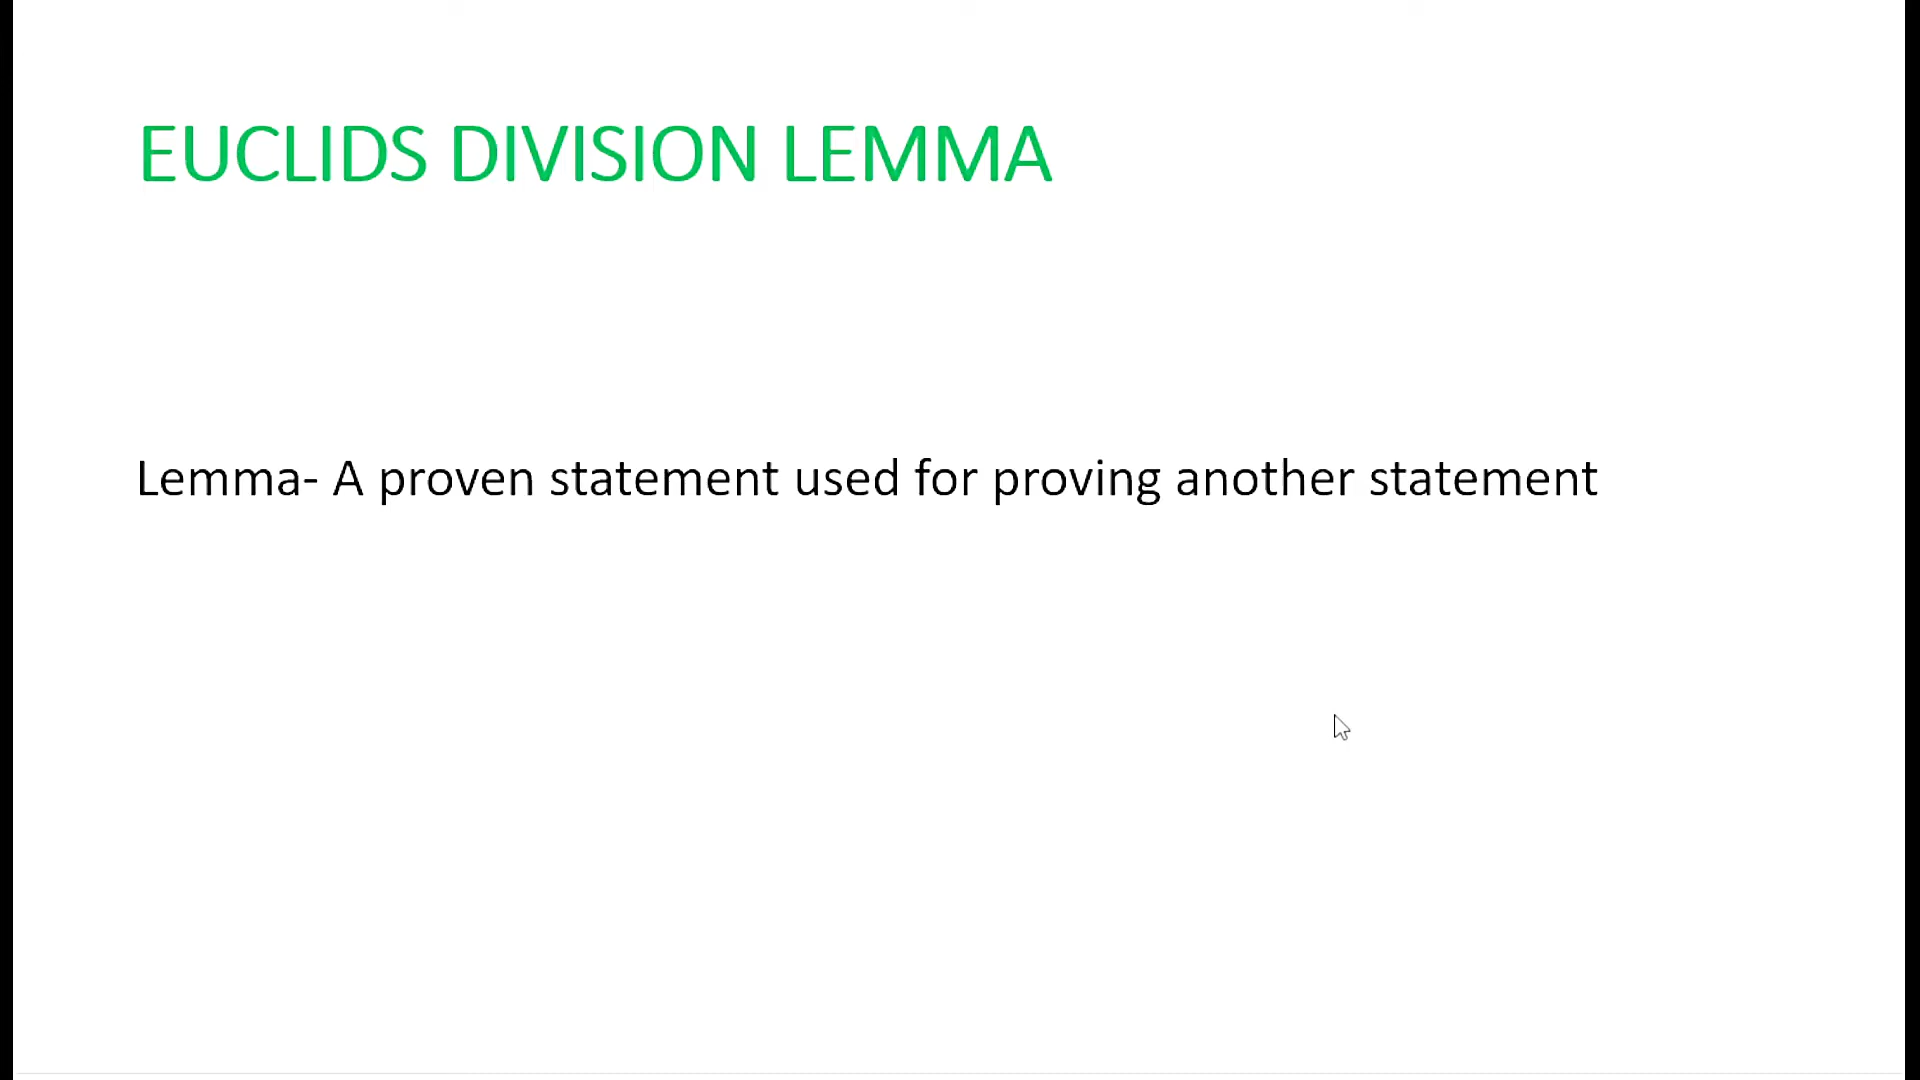 EUCLIDS DIVISION LEMMA
Lemma- A proven statement used for proving another statement